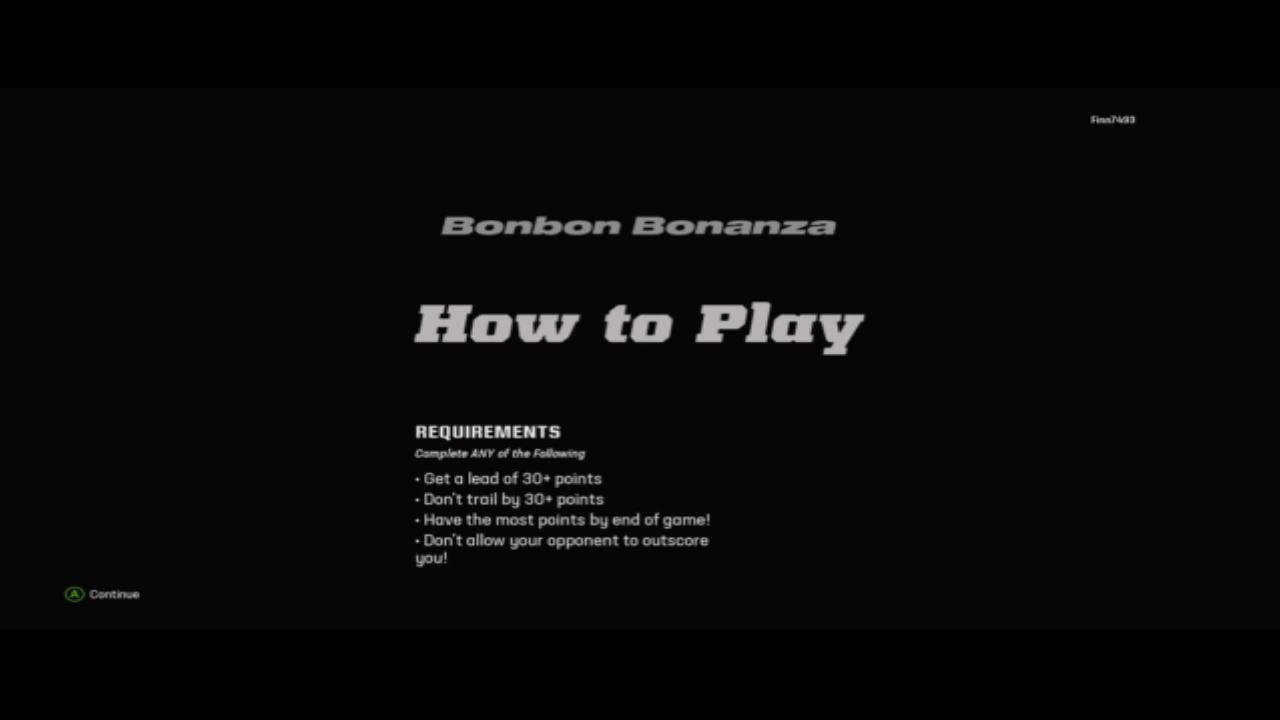 Finn7493
Bonbon Bonanza
How to Play
REQUIREMENTS
Complete ANY of the Following
• Get a lead of 30+ points
• Don't trail by 30+ points
• Have the most points by end of game!
• Don't allow your opponent to outscore
you!
A Continue